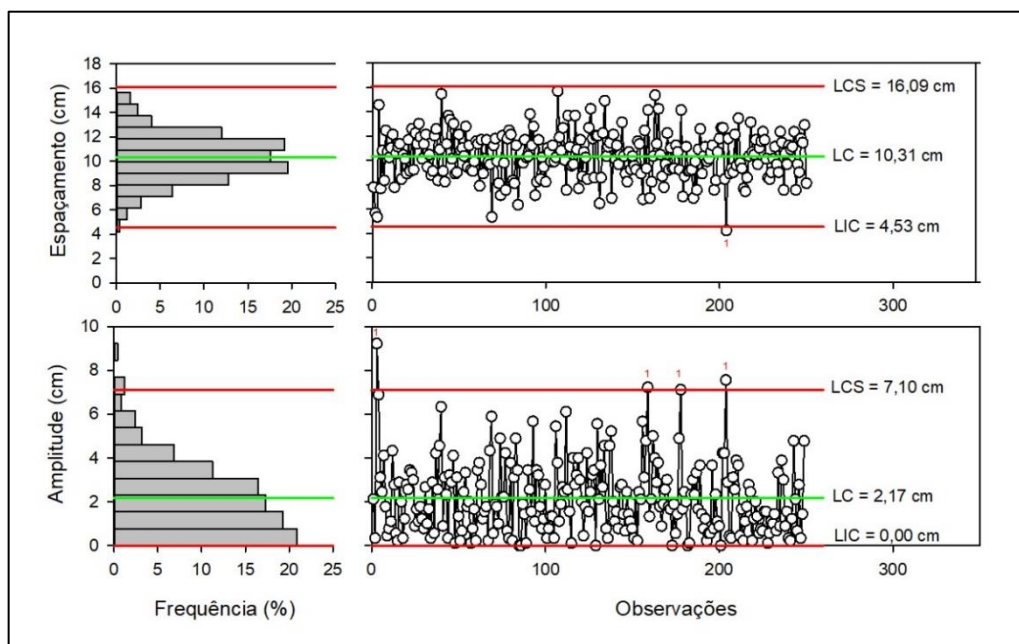 Espaçamento (cm)
18
16
14
12
10
8
6
4
2
0
0 5 10 15 20 25
LCS = 16,09 cm
LC = 10,31 cm
LIC = 4,53 cm
1
0 100 200 300
Amplitude (cm)
10
8
6
4
2
0
0 5 10 15 20 25
Frequência (%)
1
1 1 1
LCS = 7,10 cm
LC = 2,17 cm
LIC = 0,00 cm
0 100 200 300
Observações